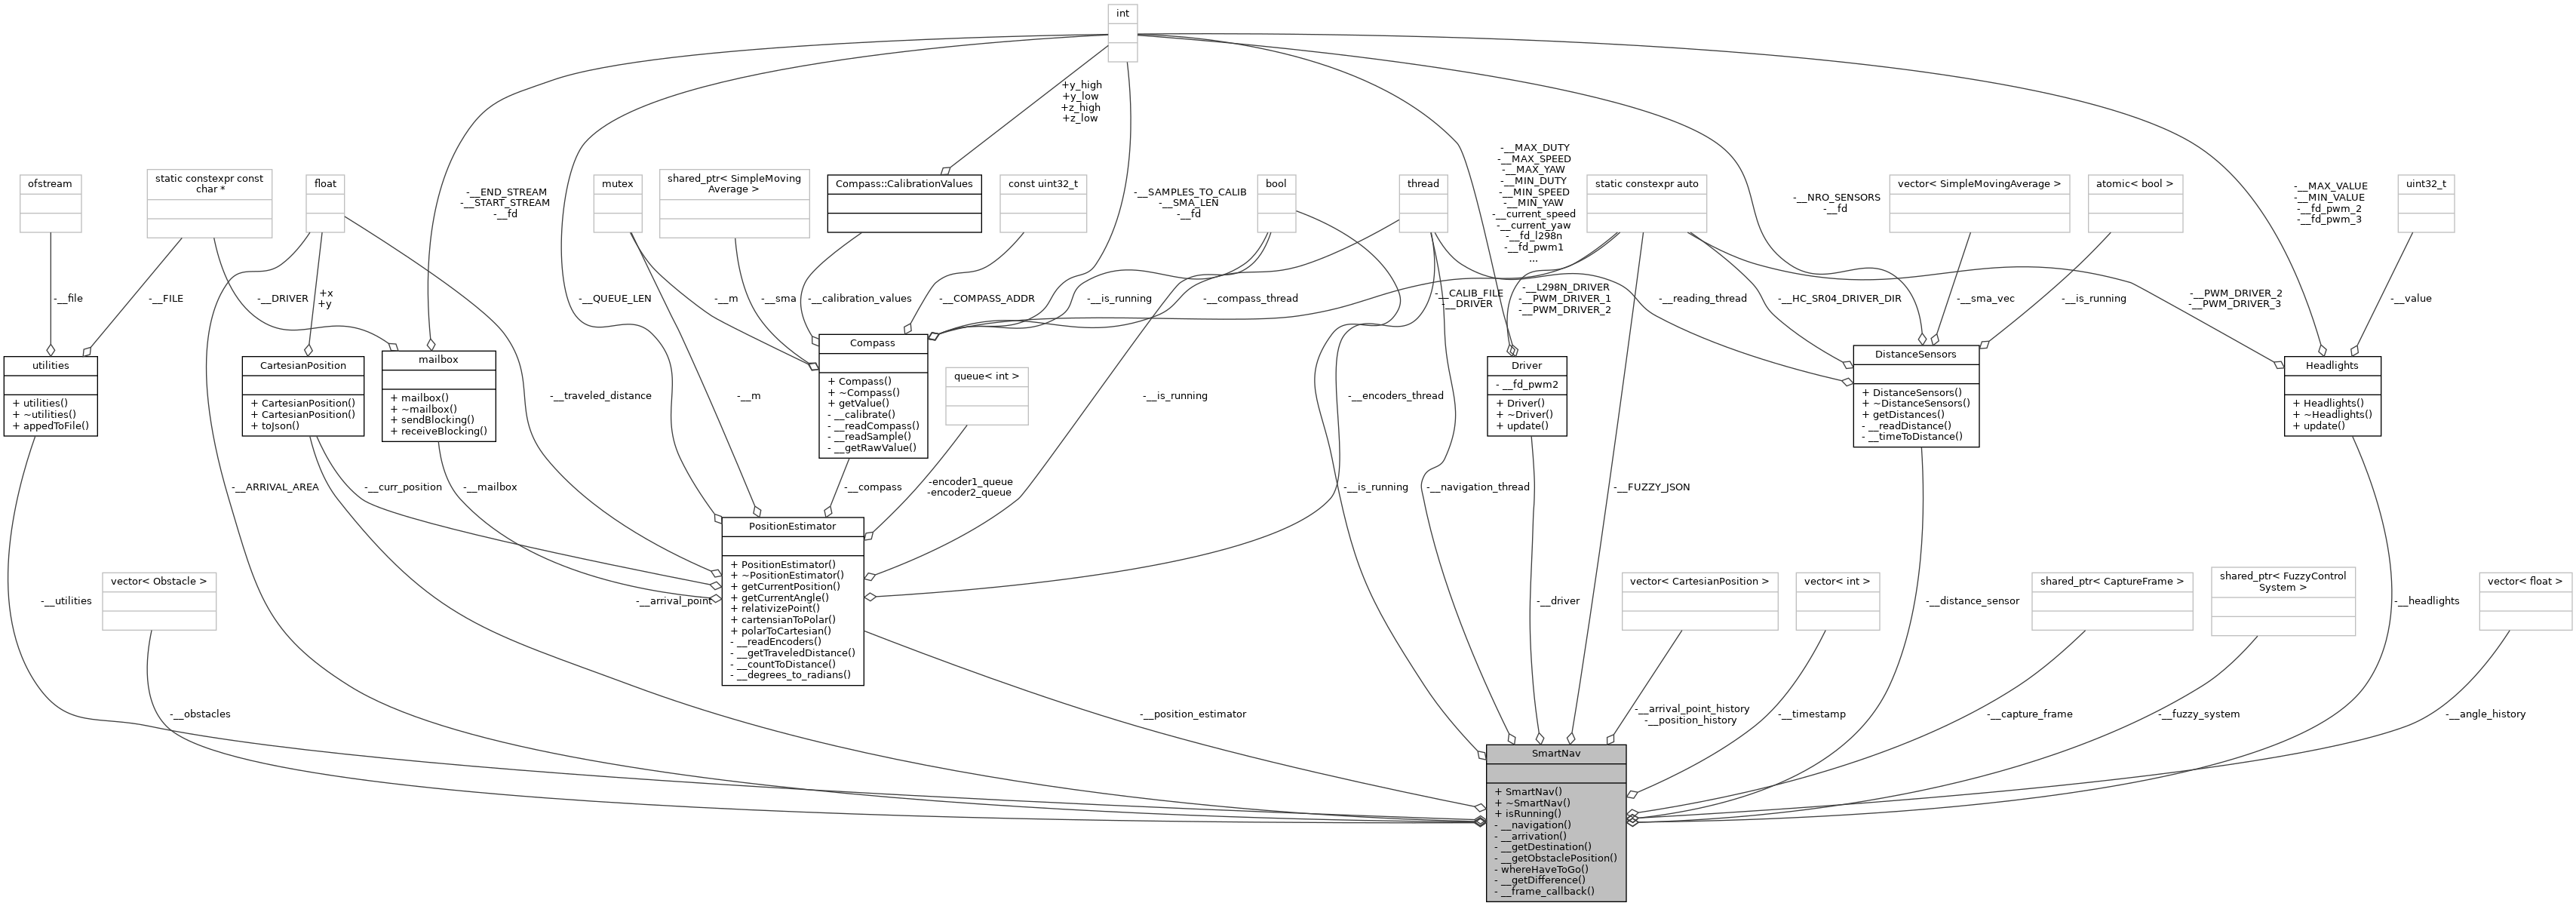 int
+y_high
+y_low
+z_high
+z_low
ofstream
static constexpr const
char *
float
-__END_STREAM
-__START_STREAM
-__fd
mutex
shared_ptr< SimpleMoving
Average >
Compass::CalibrationValues
const uint32_t
-__SAMPLES_TO_CALIB
-__SMA_LEN
-__fd
bool
thread
-__MAX_DUTY
-__MAX_SPEED
-__MAX_YAW
-__MIN_DUTY
-__MIN_SPEED
-__MIN_YAW
-__current_speed
-__current_yaw
-__fd_l298n
-__fd_pwm1
...
static constexpr auto
-__NRO_SENSORS
-__fd
vector< SimpleMovingAverage >
atomic< bool >
-__MAX_VALUE
-__MIN_VALUE
-__fd_pwm_2
-__fd_pwm_3
uint32_t
-__file
-__FILE
-__DRIVER
+x
+y
-__QUEUE_LEN
-__m
-__sma
-__calibration_values
-__COMPASS_ADDR
-__is_running
-__compass_thread
-__CALIB_FILE
-__DRIVER
-__L298N_DRIVER
-__PWM_DRIVER_1
-__PWM_DRIVER_2
-__reading_thread
-__HC_SR04_DRIVER_DIR
-__sma_vec
-__is_running
-__PWM_DRIVER_2
-__PWM_DRIVER_3
-__value
utilities
+ utilities()
+ ~utilities()
+ appedToFile()
CartesianPosition
+ CartesianPosition()
+ CartesianPosition()
+ toJson()
mailbox
+ mailbox()
+ ~mailbox()
+ sendBlocking()
+ receiveBlocking()
-__traveled_distance
-__m
Compass
+ Compass()
+ ~Compass()
+ getValue()
- __calibrate()
- __readCompass()
- __readSample()
- __getRawValue()
queue< int >
-__is_running
-__encoders_thread
Driver
- __fd_pwm2
+ Driver()
+ ~Driver()
+ update()
DistanceSensors
+ DistanceSensors()
+ ~DistanceSensors()
+ getDistances()
- __readDistance()
- __timeToDistance()
Headlights
+ Headlights()
+ ~Headlights()
+ update()
-__ARRIVAL_AREA
-__curr_position
-__mailbox
-__compass
-encoder1_queue
-encoder2_queue
-__is_running
-__navigation_thread
-__FUZZY_JSON
PositionEstimator
+ PositionEstimator()
+ ~PositionEstimator()
+ getCurrentPosition()
+ getCurrentAngle()
+ relativizePoint()
+ cartensianToPolar()
+ polarToCartesian()
- __readEncoders()
- __getTraveledDistance()
- __countToDistance()
- __degrees_to_radians()
-__utilities
vector< Obstacle >
-__arrival_point
-__driver
vector< CartesianPosition >
vector< int >
-__distance_sensor
shared_ptr< CaptureFrame >
shared_ptr< FuzzyControl
System >
-__headlights
vector< float >
-__obstacles
-__position_estimator
-__arrival_point_history
-__position_history
-__timestamp
-__capture_frame
-__fuzzy_system
-__angle_history
SmartNav
+ SmartNav()
+ ~SmartNav()
+ isRunning()
- __navigation()
- __arrivation()
- __getDestination()
- __getObstaclePosition()
- whereHaveToGo()
- __getDifference()
- __frame_callback()